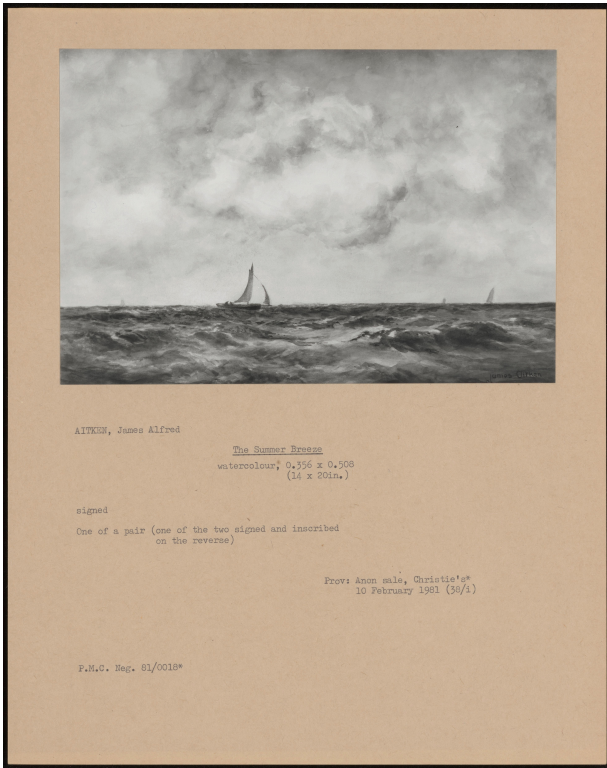 AITKEN, James Alfred
The Summer Breeze
watercolour,* 0.356 x 0.508
(14 x 20in.)
signed
One of a pair (one of the two signed and inscribed
on the reverse)
Prov: Anon sale, Christie's*
10 February 1981 (38/i)
P.M.C. Neg. 81/0018*